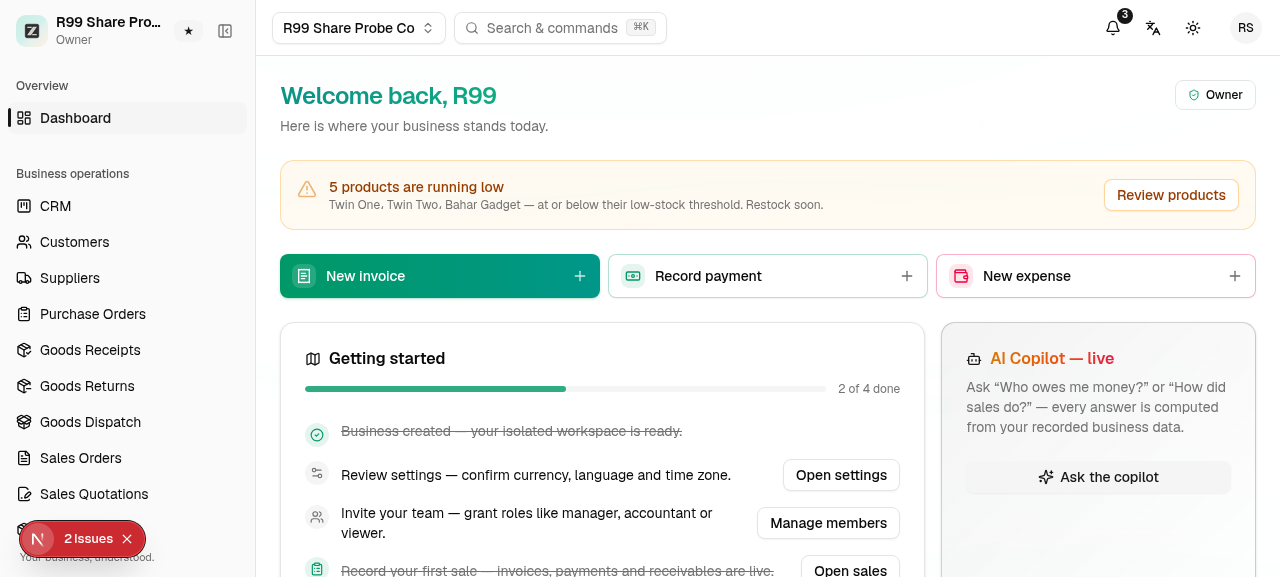 R99 Share Pro...
Owner
R99 Share Probe Co
Search & commands
⌘K
3
RS
Overview
Dashboard
Business operations
CRM
Customers
Suppliers
Purchase Orders
Goods Receipts
Goods Returns
Goods Dispatch
Sales Orders
Sales Quotations
2 Issues
Your business, understood.
Welcome back, R99
Owner
Here is where your business stands today.
5 products are running low
Twin One، Twin Two، Bahar Gadget — at or below their low-stock threshold. Restock soon.
Review products
New invoice
Record payment
New expense
Getting started
2 of 4 done
Business created — your isolated workspace is ready.
Review settings — confirm currency, language and time zone.
Open settings
Invite your team — grant roles like manager, accountant or
viewer.
Manage members
Record your first sale — invoices, payments and receivables are live.
Open sales
AI Copilot — live
Ask “Who owes me money?” or “How did
sales do?” — every answer is computed
from your recorded business data.
Ask the copilot